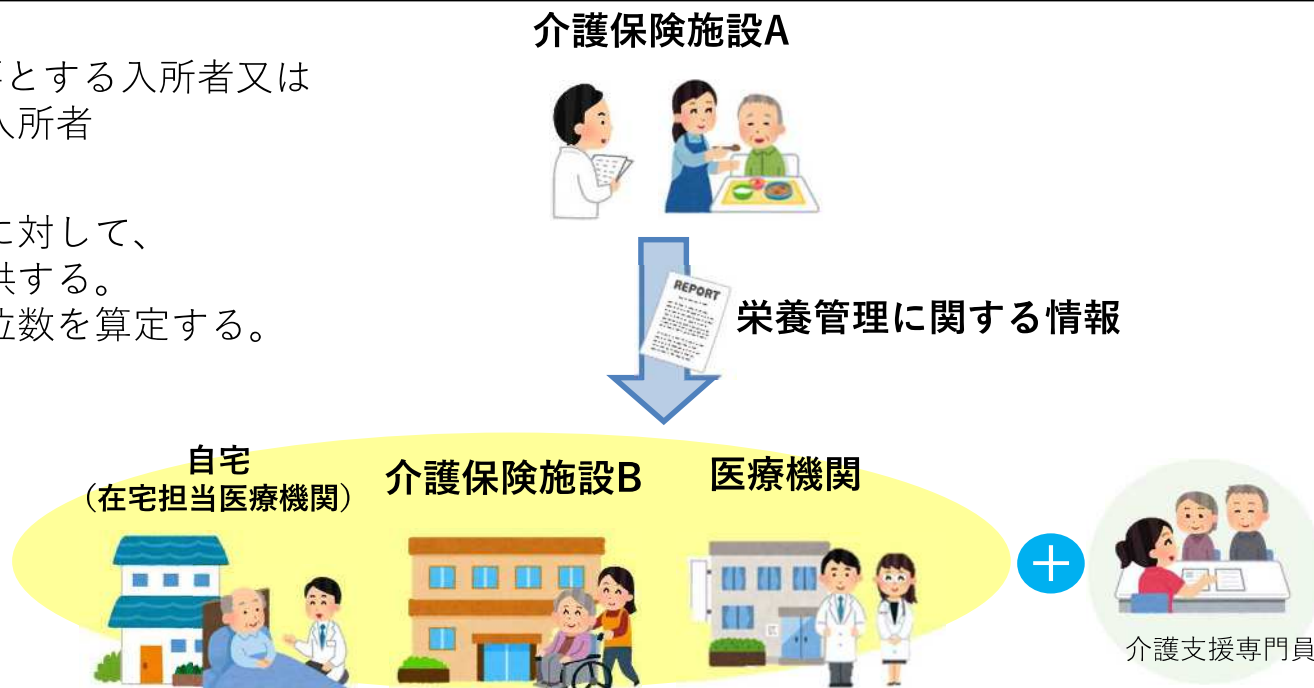 介護保険施設A
とする入所者又は
入所者
に対して、
供する。
位数を算定する。
REPORT
栄養管理に関する情報
自宅
（在宅担当医療機関）
介護保険施設B
医療機関
＋
介護支援専門員